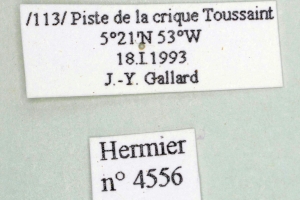 /113/ Piste de la crique Toussaint
5°21'N 53°W
18.I.1993
J.-Y. Gallard
Hermier
n° 4556